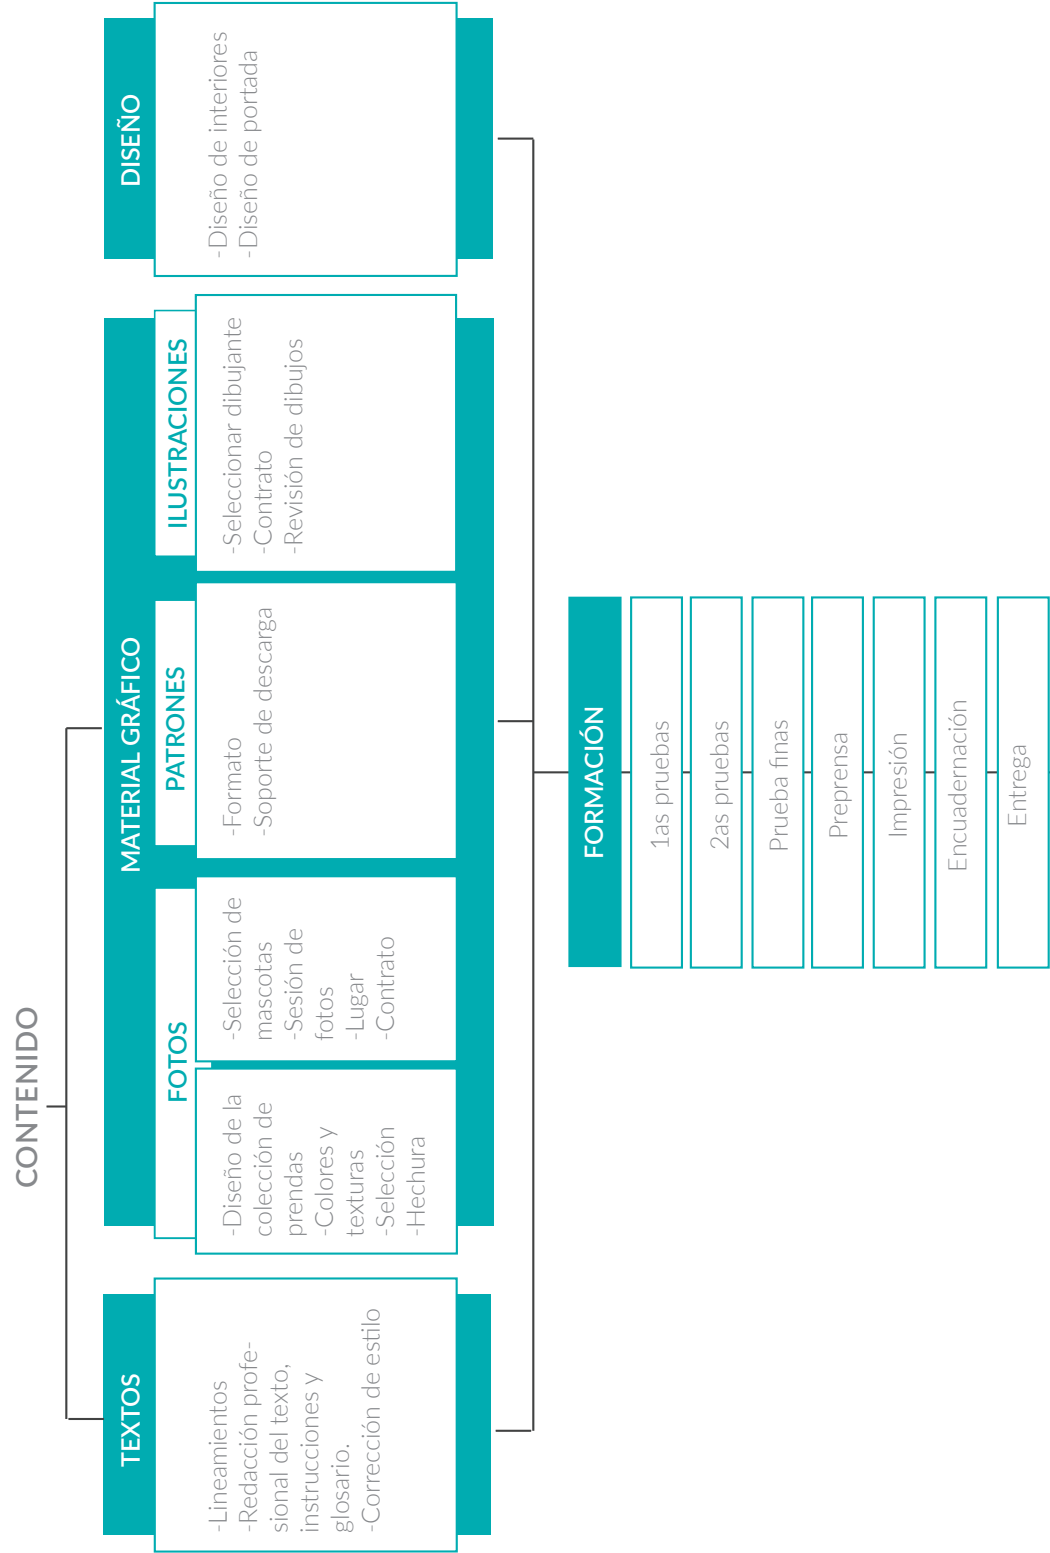 CONTENIDO
TEXTOS
-Lineamientos
-Redacción profe-
sional del texto,
instrucciones y
glosario.
-Corrección de estilo
MATERIAL GRÁFICO
FOTOS
-Diseño de la
colección de
prendas
-Colores y
texturas
-Selección
-Hechura
-Selección de
mascotas
-Sesión de
fotos
-Lugar
-Contrato
PATRONES
-Formato
-Soporte de descarga
ILUSTRACIONES
-Seleccionar dibujante
-Contrato
-Revisión de dibujos
DISEÑO
-Diseño de interiores
-Diseño de portada
FORMACIÓN
1as pruebas
2as pruebas
Prueba finas
Preprensa
Impresión
Encuadernación
Entrega